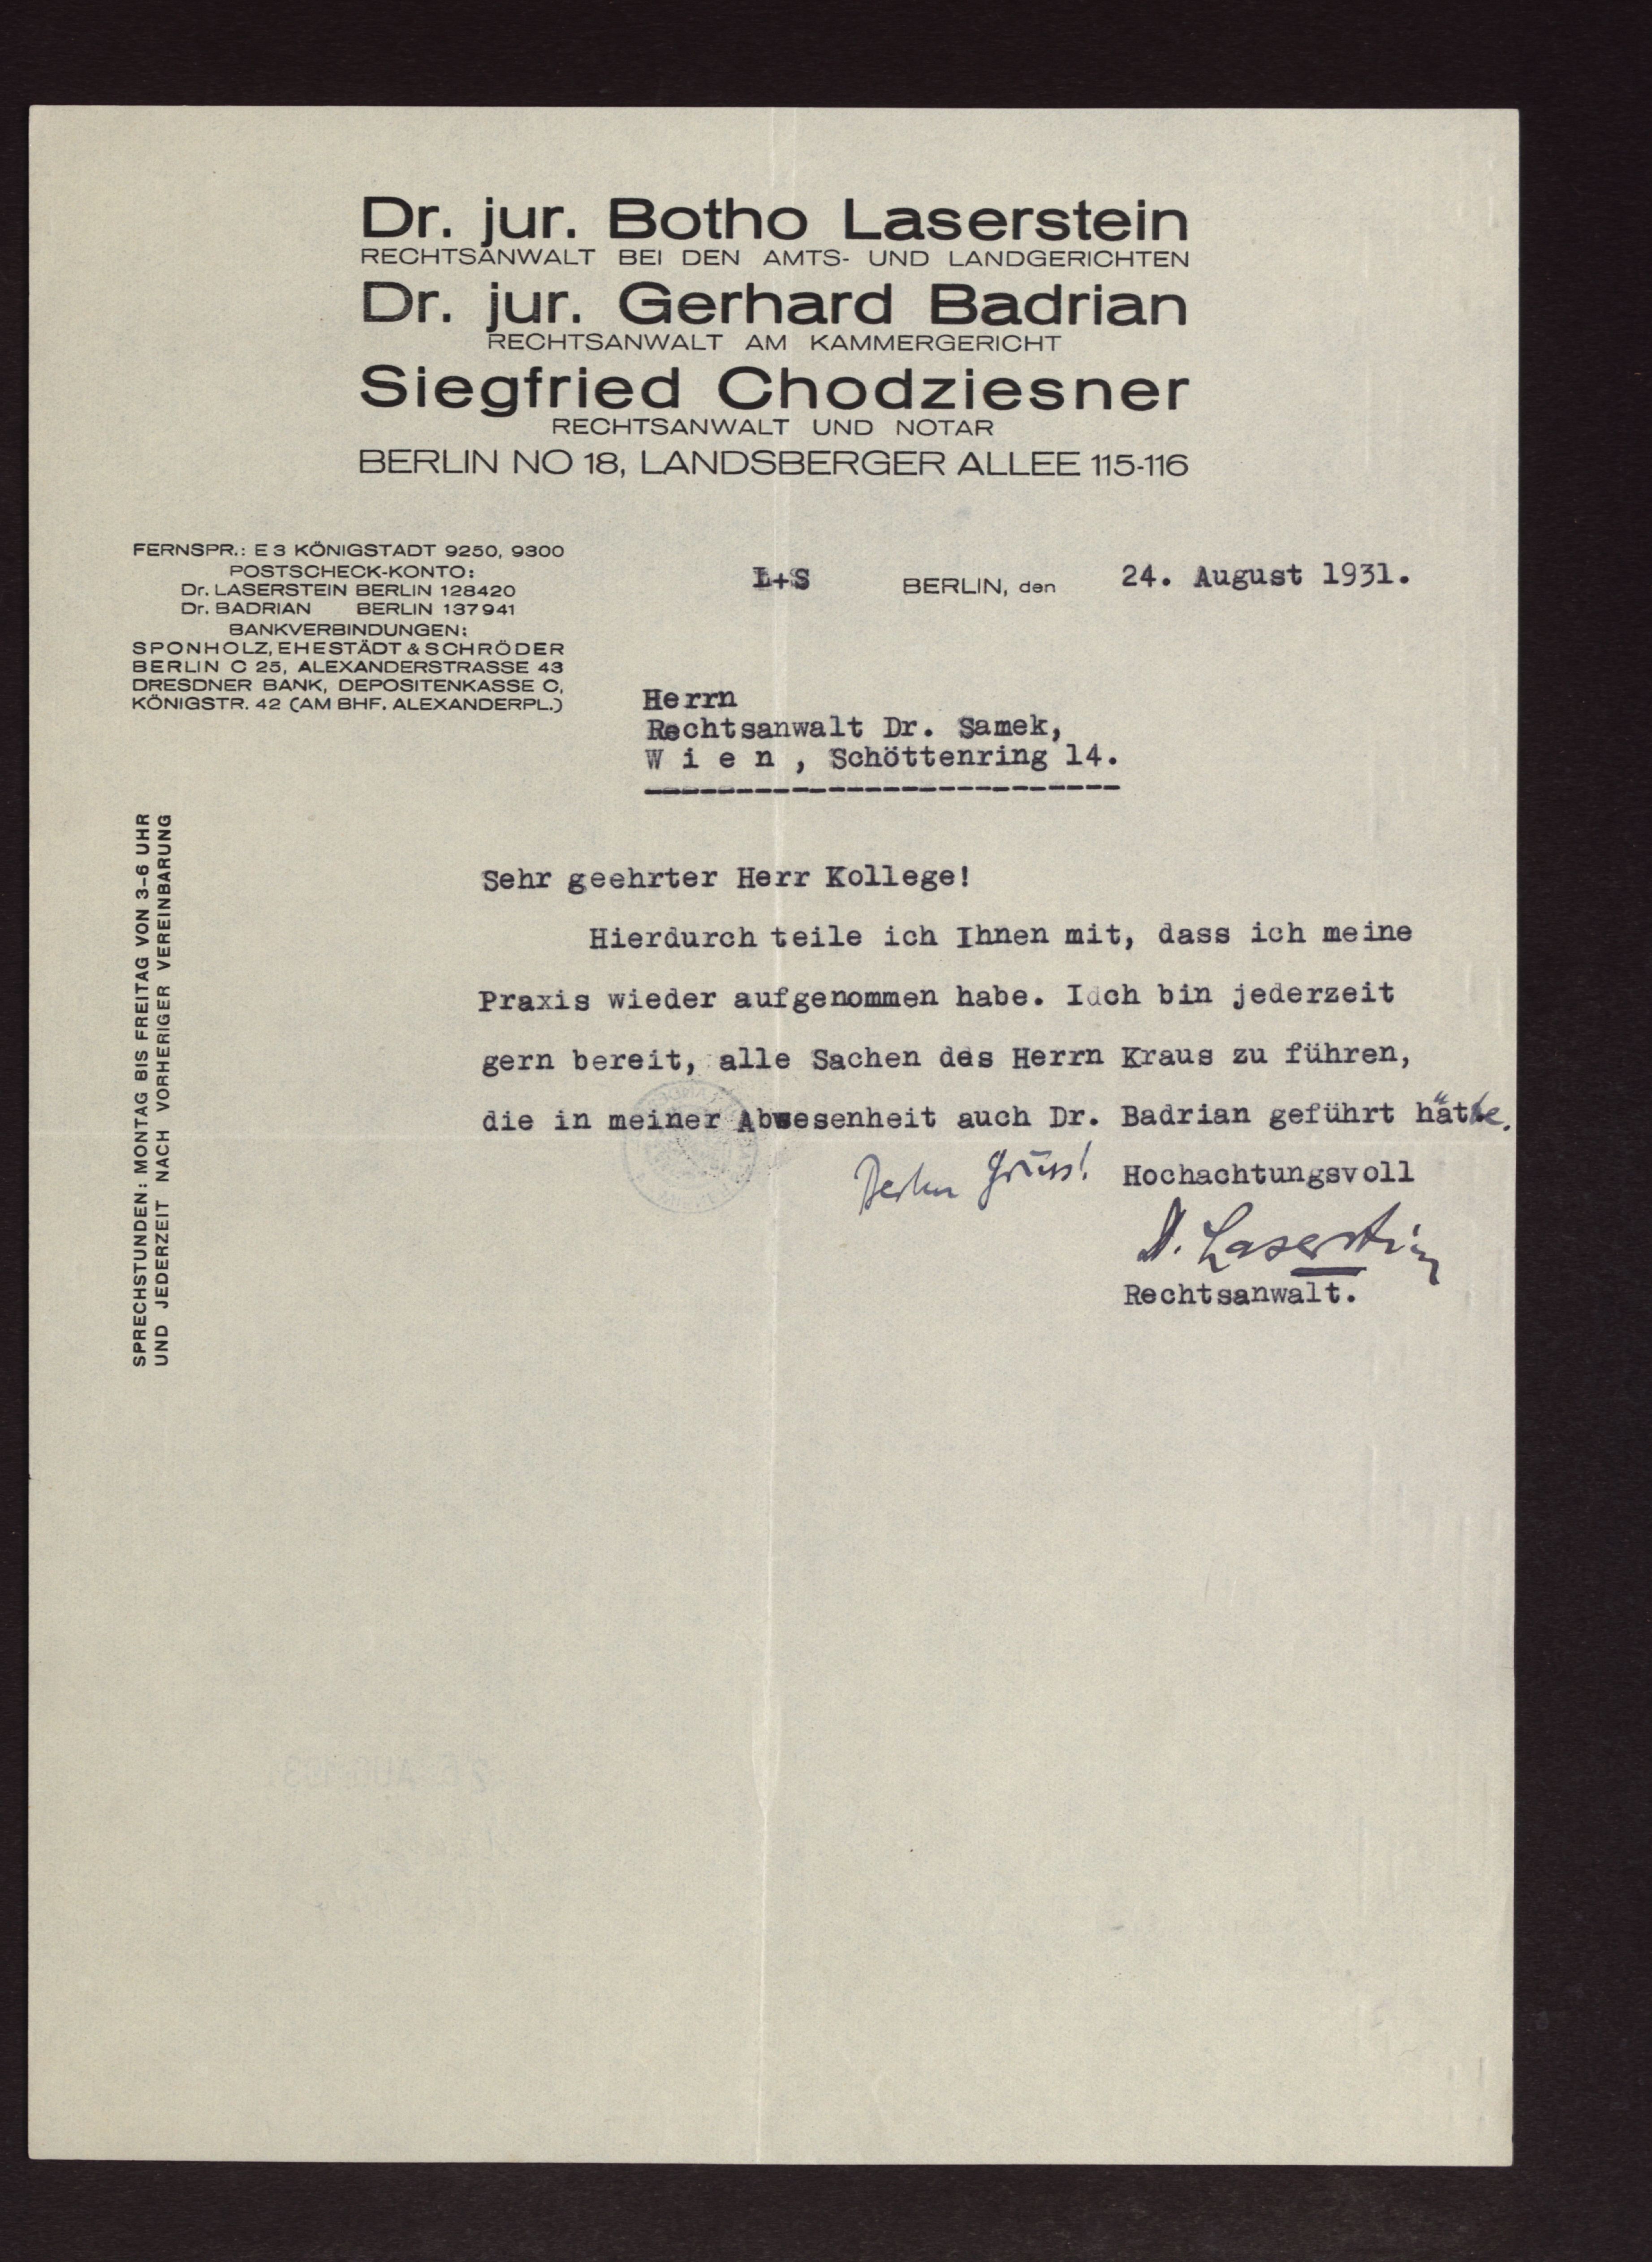 Dr. jur. Botho Laserstein
RECHTSANWALT BEI DEN AMTS- UND LANDGERICHTEN
Dr. jur. Gerhard Badrian
RECHTSANWALT AM KAMMERGERICHT
Siegfried Chodziesner
RECHTSANWALT UND NOTAR
BERLIN NO 18, LANDSBERGER ALLEE 115-116
FERNSPR.: E 3 KÖNIGSTADT 9250, 9300
POSTSCHECK-KONTO:
Dr. LASERSTEIN BERLIN 128420
Dr. BADRIAN BERLIN 137941
BANKVERBINDUNGEN:
SPONHOLZ, EHESTÄDT & SCHRÖDER
BERLIN C 25, ALEXANDERSTRASSE 43
DRESDNER BANK, DEPOSITENKASSE C,
KÖNIGSTR. 42 (AM BHF. ALEXANDERPL.)
SPRECHSTUNDEN: MONTAG BIS FREITAG VON 3-6 UHR
UND JEDERZEIT NACH VORHERIGER VEREINBARUNG
L+S BERLIN, den 24. August 1931.
Herrn
Rechtsanwalt Dr. Samek,
W i e n , Schöttenring 14.
Sehr geehrter Herr Kollege!
Hierdurch teile ich Ihnen mit, dass ich meine
Praxis wieder aufgenommen habe. Ich bin jederzeit
gern bereit, alle Sachen des Herrn Kraus zu führen,
die in meiner Abwesenheit auch Dr. Badrian geführt hätte.
Gruss! Hochachtungsvoll
Laserstein
Rechtsanwalt.